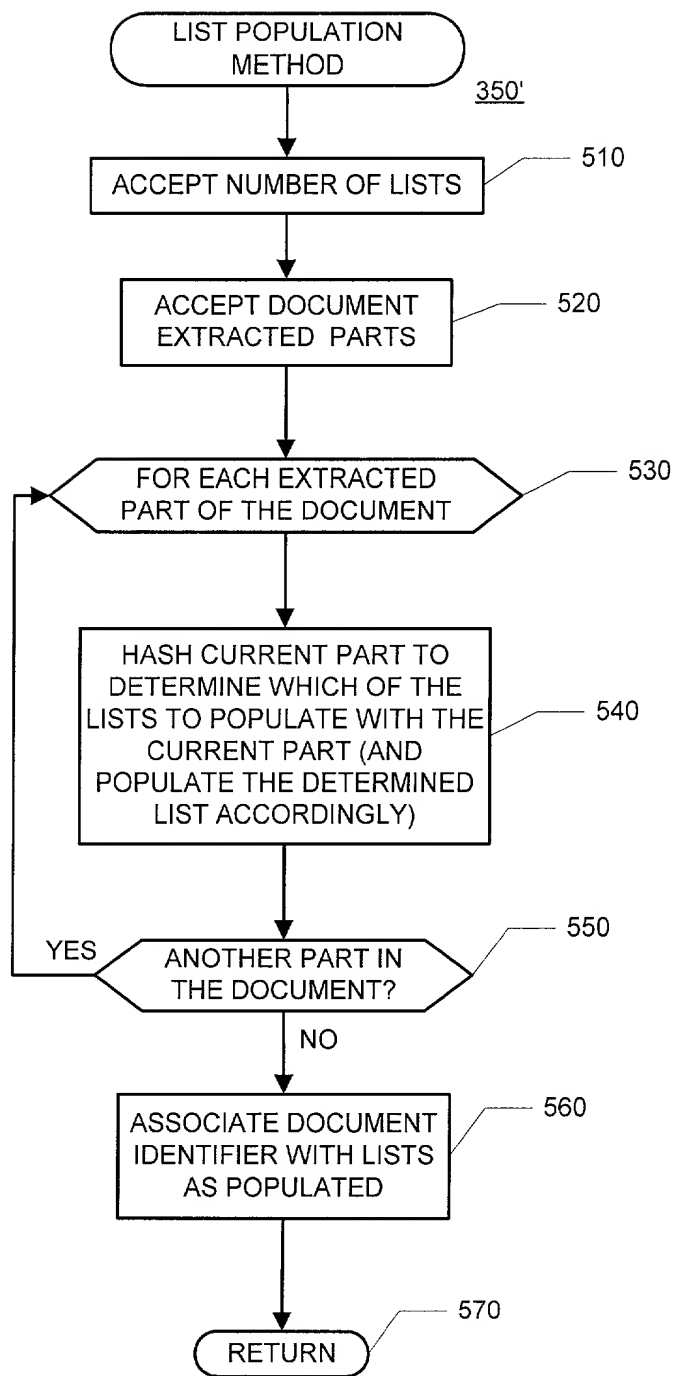 LIST POPULATION
METHOD
350'
ACCEPT NUMBER OF LISTS
510
ACCEPT DOCUMENT
EXTRACTED PARTS
520
FOR EACH EXTRACTED
PART OF THE DOCUMENT
530
HASH CURRENT PART TO
DETERMINE WHICH OF THE
LISTS TO POPULATE WITH THE
CURRENT PART (AND
POPULATE THE DETERMINED
LIST ACCORDINGLY)
540
YES
ANOTHER PART IN
THE DOCUMENT?
550
NO
ASSOCIATE DOCUMENT
IDENTIFIER WITH LISTS
AS POPULATED
560
RETURN
570